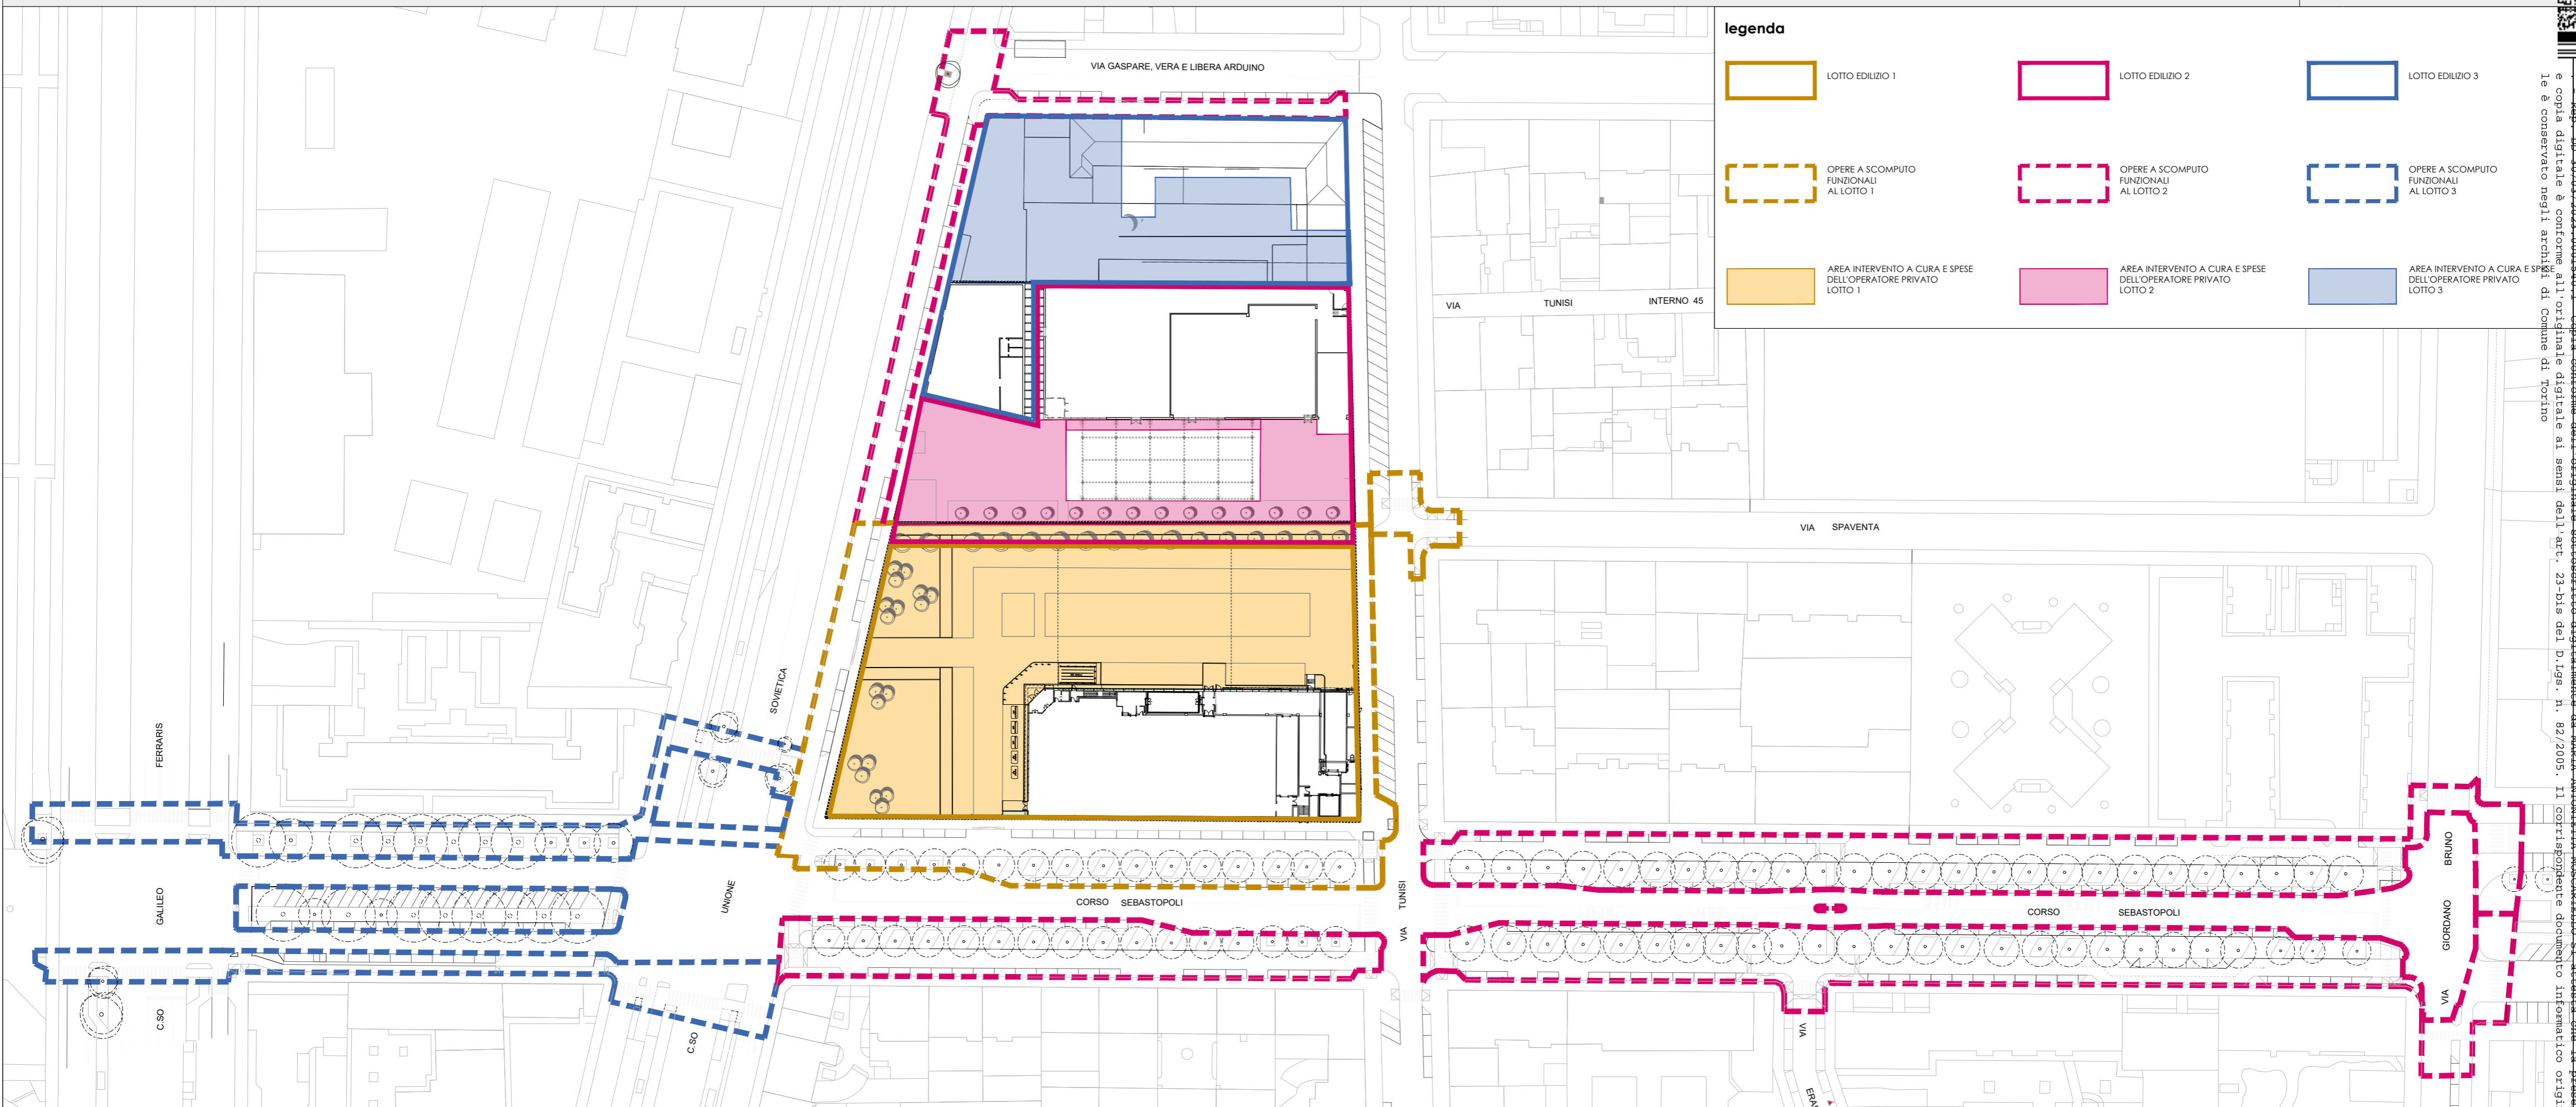 VIA GASPARE, VERA E LIBERA ARDUINO
legenda
LOTTO EDILIZIO 1
LOTTO EDILIZIO 2
LOTTO EDILIZIO 3
OPERE A SCOMPUTO
FUNZIONALI
AL LOTTO 1
OPERE A SCOMPUTO
FUNZIONALI
AL LOTTO 2
OPERE A SCOMPUTO
FUNZIONALI
AL LOTTO 3
AREA INTERVENTO A CURA E SPESE
DELL'OPERATORE PRIVATO
LOTTO 1
AREA INTERVENTO A CURA E SPESE
DELL'OPERATORE PRIVATO
LOTTO 2
AREA INTERVENTO A CURA E SPESE
DELL'OPERATORE PRIVATO
LOTTO 3
VIA TUNISI INTERNO 45
VIA SPAVENTA
SOVIETICA
UNIONE
C.SO
FERRARIS
GALILEO
C.SO
CORSO SEBASTOPOLI
TUNISI
VIA
CORSO SEBASTOPOLI
BRUNO
GIORDANO
VIA
VIA
e copia digitale è conforme all'originale digitale ai sensi dell'art. 23-bis del D.Lgs. n. 82/2005. Il corrispondente documento informatico
le è conservato negli archivi di Comune di Torino